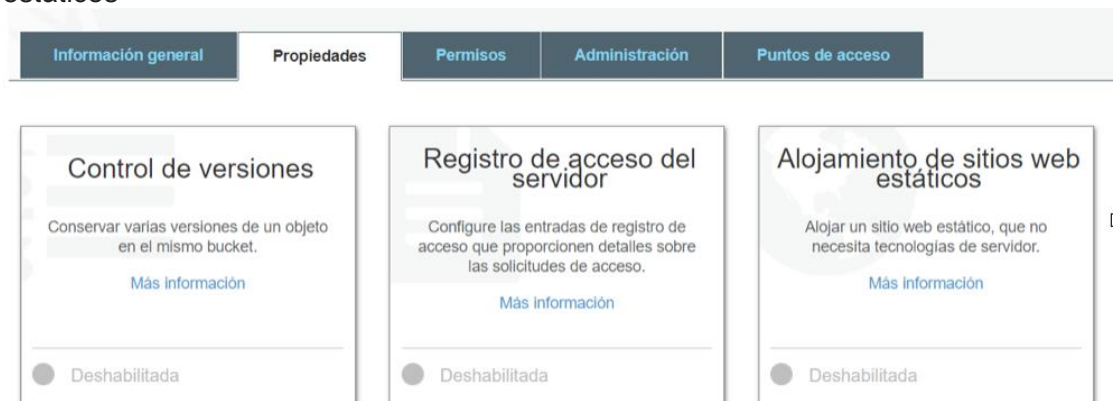 estáticos
Información general Propiedades Permisos Administración Puntos de acceso
Control de versiones
Conservar varias versiones de un objeto
en el mismo bucket.
Más información
Deshabilitada
Registro de acceso del
servidor
Configure las entradas de registro de
acceso que proporcionen detalles sobre
las solicitudes de acceso.
Más información
Deshabilitada
Alojamiento de sitios web
estáticos
Alojar un sitio web estático, que no
necesita tecnologías de servidor.
Más información
Deshabilitada